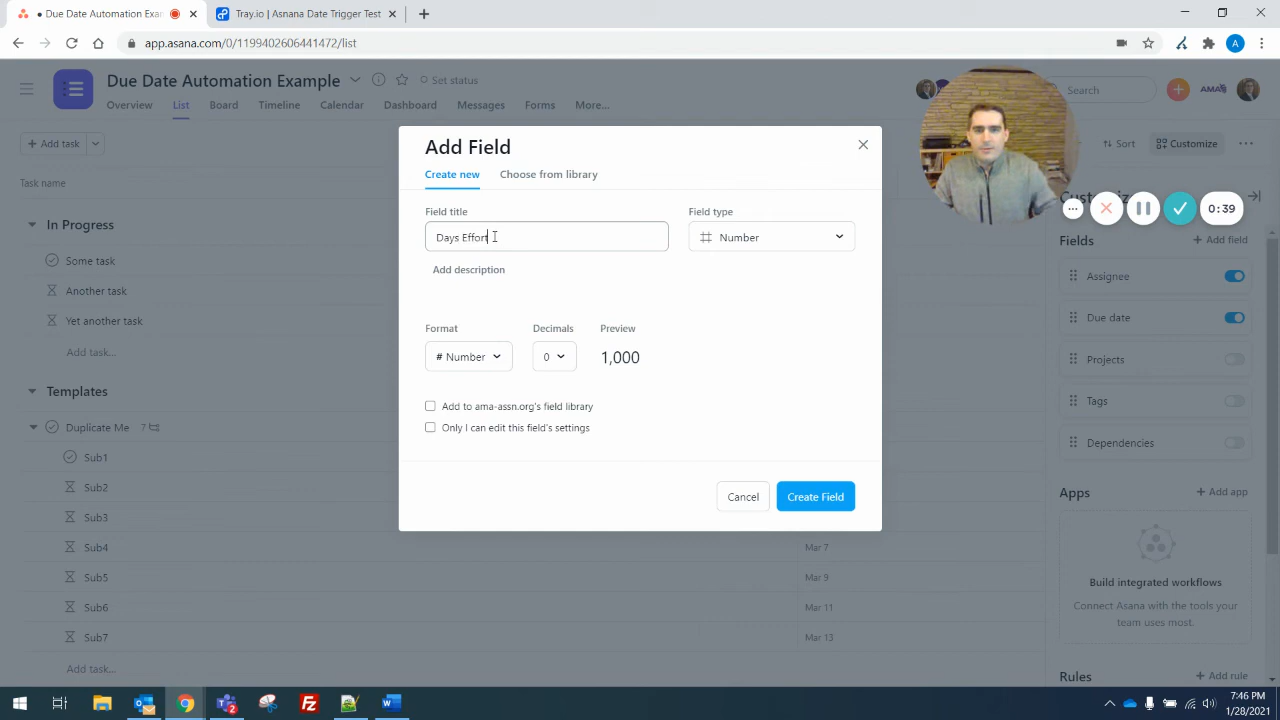 Due Date Automation Exar
Tray.io | Asana Date Trigger Test
app.asana.com/0/1199402606441472/list
A
Due Date Automation Example
Set status
Search
AMA
Overview
List
Board
Timeline
Calendar
Dashboard
Messages
Forms
More...
+ Add task
Sort
Customize
Task name
In Progress
Some task
Another task
Yet another task
Add task...
Templates
Duplicate Me 7
Sub1
Sub2
Sub3
Sub4
Mar 7
Sub5
Mar 9
Sub6
Mar 11
Sub7
Mar 13
Add task...
Add Field
Create new
Choose from library
Field title
Field type
Days Effort
Number
Add description
Format
Decimals
Preview
# Number
0
1,000
Add to ama-assn.org's field library
Only I can edit this field's settings
Cancel
Create Field
0:39
Fields
+ Add field
Assignee
Due date
Projects
Tags
Dependencies
Apps
+ Add app
Build integrated workflows
Connect Asana with the tools your
team uses most.
Rules
+ Add rule
7:46 PM
1/28/2021